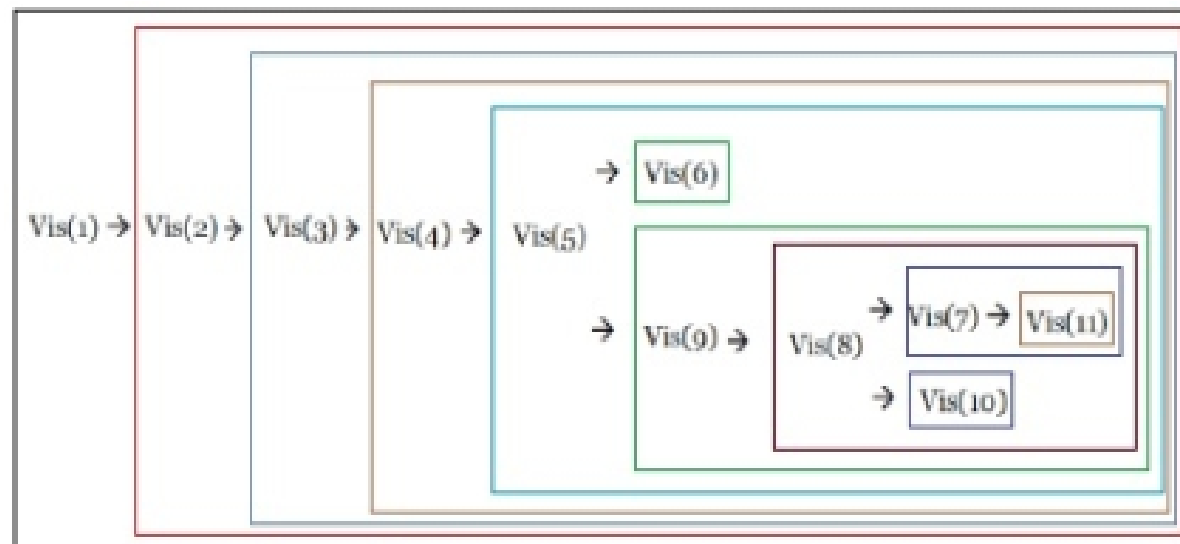 → Vis(6)
Vis(1) → Vis(2) → Vis(3) → Vis(4) → Vis(5)
→ Vis(9) → Vis(8) → Vis(7) → Vis(11)
→ Vis(10)